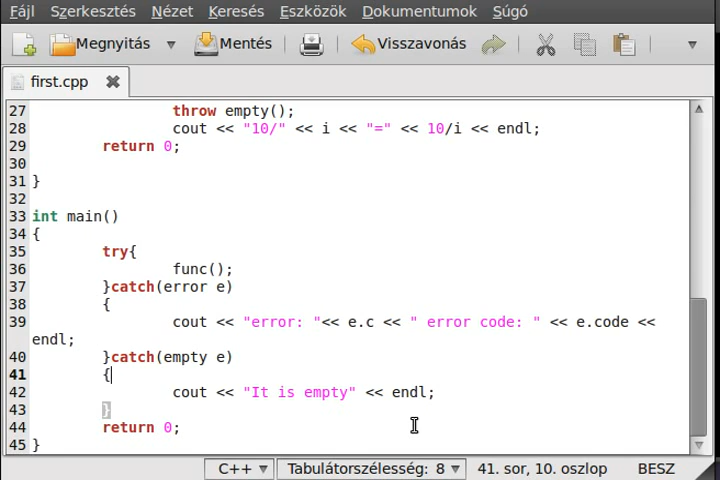 Fájl Szerkesztés Nézet Keresés Eszközök Dokumentumok Súgó
Megnyitás Mentés Visszavonás
first.cpp
27 throw empty();
28 cout << "10/" << i << "=" << 10/i << endl;
29 return 0;
30
31 }
32
33 int main()
34 {
35 try{
36 func();
37 }catch(error e)
38 {
39 cout << "error: "<< e.c << " error code: " << e.code <<
endl;
40 }catch(empty e)
41 {
42 cout << "It is empty" << endl;
43 }
44 return 0;
45 }
C++ Tabulátorszélesség: 8 41. sor, 10. oszlop BESZ